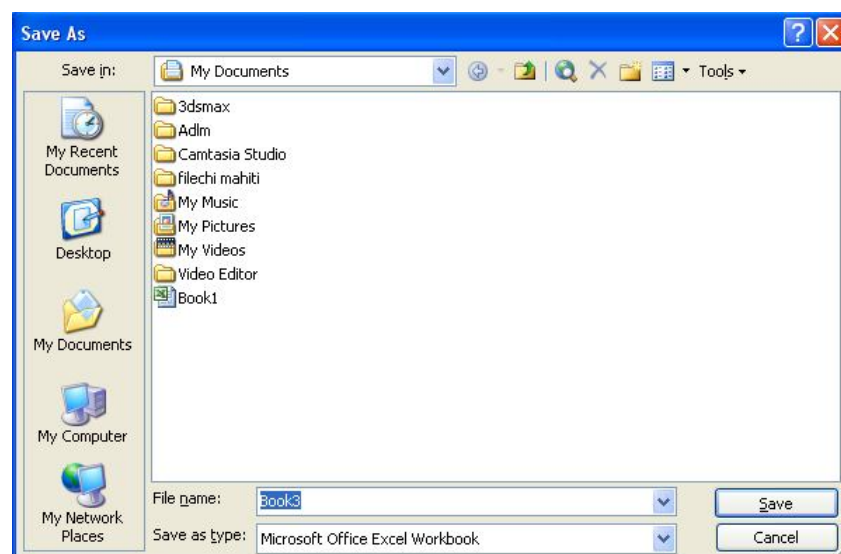 Save As
Save in:
My Documents
Tools
My Recent
Documents
Desktop
My Documents
My Computer
My Network
Places
3dsmax
Adlm
Camtasia Studio
filechi mahiti
My Music
My Pictures
My Videos
Video Editor
Book1
File name:
Book3
Save
Save as type:
Microsoft Office Excel Workbook
Cancel